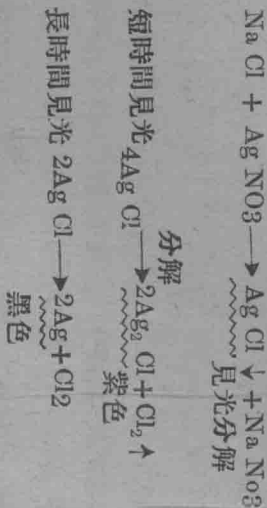 Na Cl + Ag NO3→Ag Cl↓+Na No3
見光分解
分解
短時間見光 4Ag Cl→2Ag₂ Cl+Cl₂↑
紫色
長時間見光 2Ag Cl→2Ag+Cl2
黑色